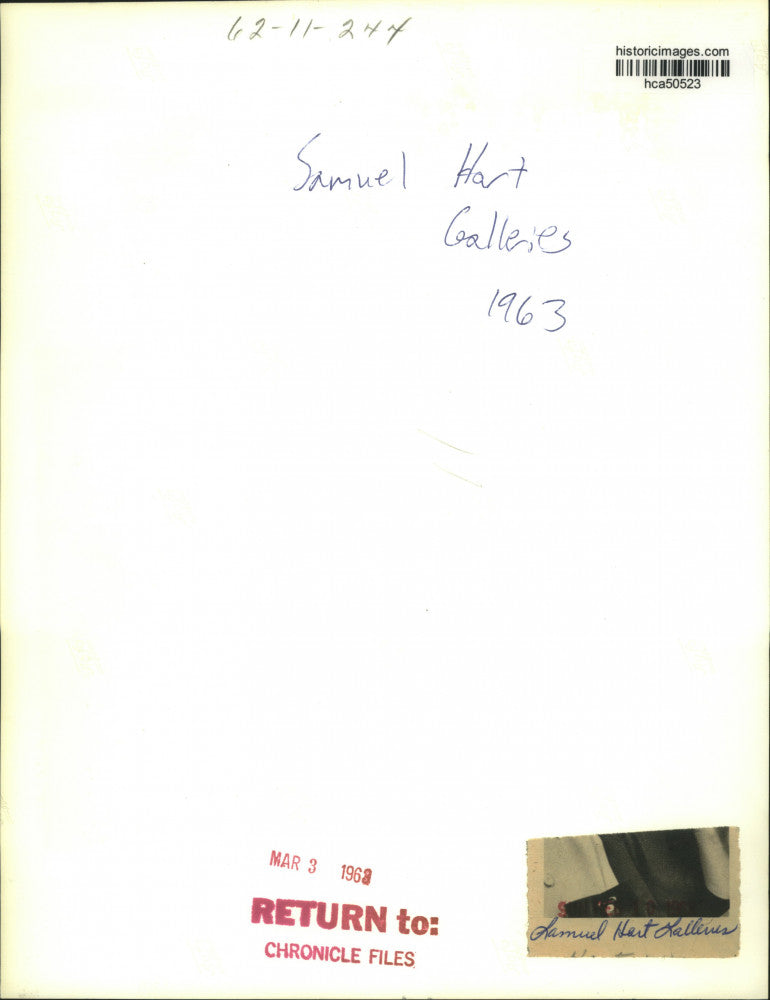 62-11-244
historicimages.com
hca50523
Samuel Hart
Galleries
1963
MAR 3 1963
RETURN to:
CHRONICLE FILES
Samuel Hart Galleries